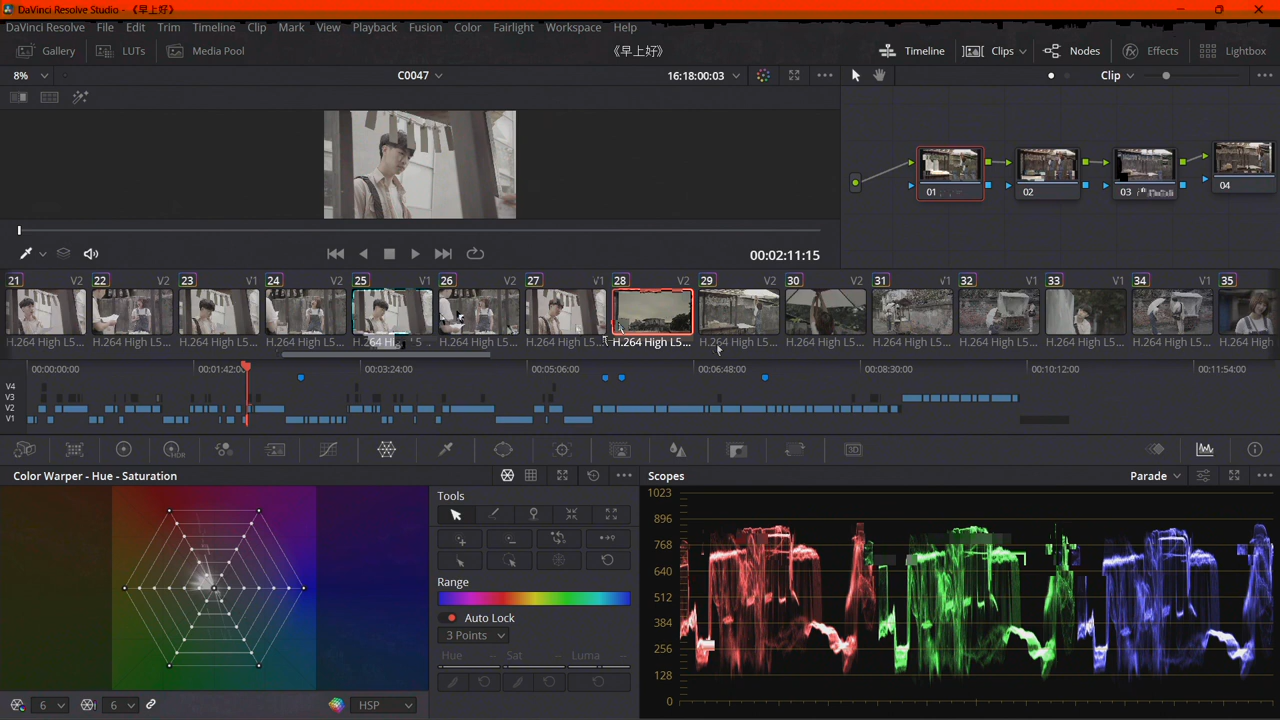 DaVinci Resolve Studio - 《早上好》
DaVinci Resolve File Edit Trim Timeline Clip Mark View Playback Fusion Color Fairlight Workspace Help
Gallery LUTs Media Pool 《早上好》 Timeline Clips Nodes Effects Lightbox
8% C0047 16:18:00:03 Clip
01 02 03 04
00:02:11:15
21 V2 22 V2 23 V1 24 V2 25 V1 26 V2 27 V1 28 V2 29 V1 30 V2 31 V1 32 V2 33 V1 34 V2 35
H.264 High L5... H.264 High L5... H.264 High L5... H.264 High L5... H.264 High L5... H.264 High L5... H.264 High L5... H.264 High L5... H.264 High L5... H.264 High L5... H.264 High L5... H.264 High L5... H.264 High L5... H.264 High
00:00:00:00 00:01:42:00 00:03:24:00 00:05:06:00 00:06:48:00 00:08:30:00 00:10:12:00 00:11:54:00
V4
V3
V2
V1
HDR 3D
Color Warper - Hue - Saturation
Tools
Range
Auto Lock
3 Points
Hue -- Sat -- Luma --
6 6 HSP
Scopes Parade
1023
896
768
640
512
384
256
128
0